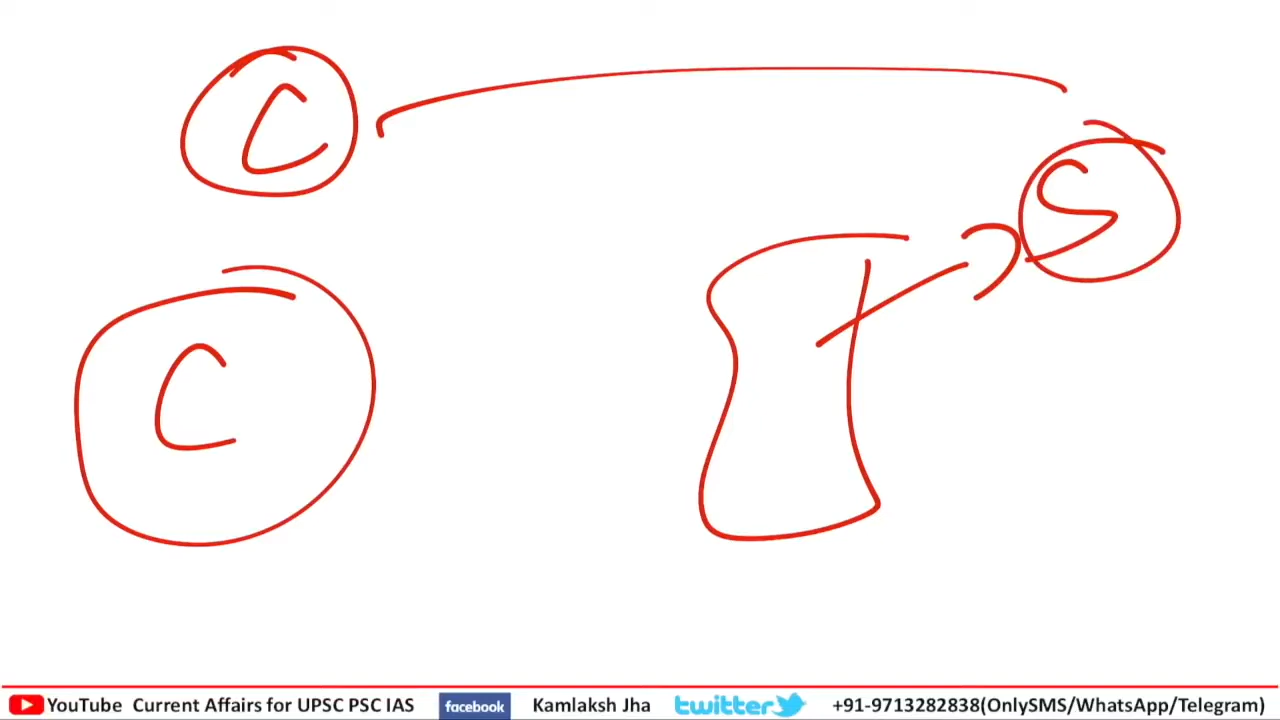 C
S
C
YouTube Current Affairs for UPSC PSC IAS facebook Kamlaksh Jha twitter +91-9713282838(OnlySMS/WhatsApp/Telegram)